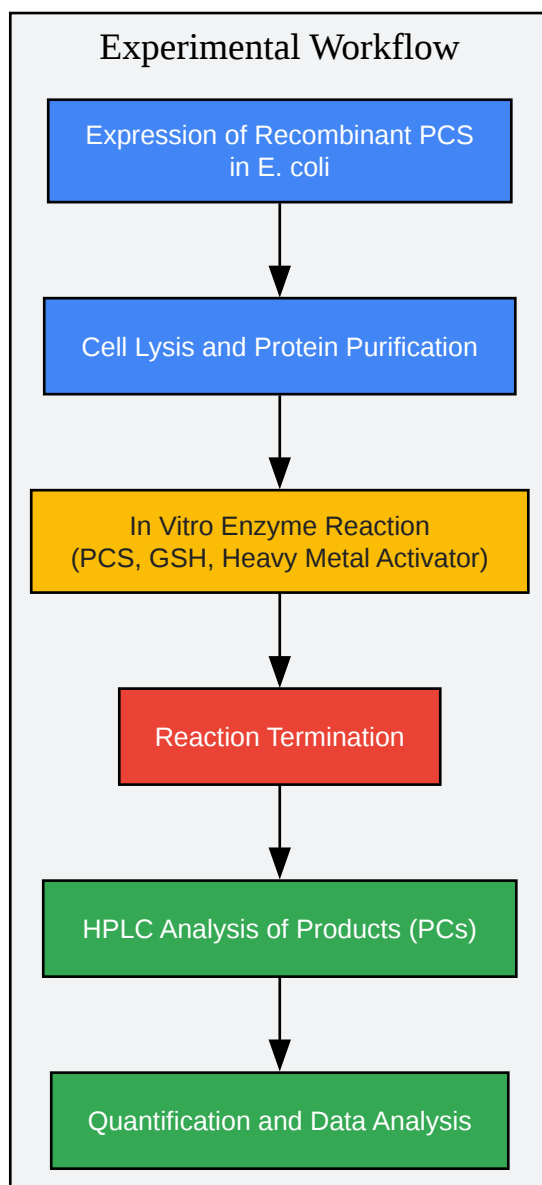 Experimental Workflow
Expression of Recombinant PCS
in E. coli
Cell Lysis and Protein Purification
In Vitro Enzyme Reaction
(PCS, GSH, Heavy Metal Activator)
Reaction Termination
HPLC Analysis of Products (PCs)
Quantification and Data Analysis